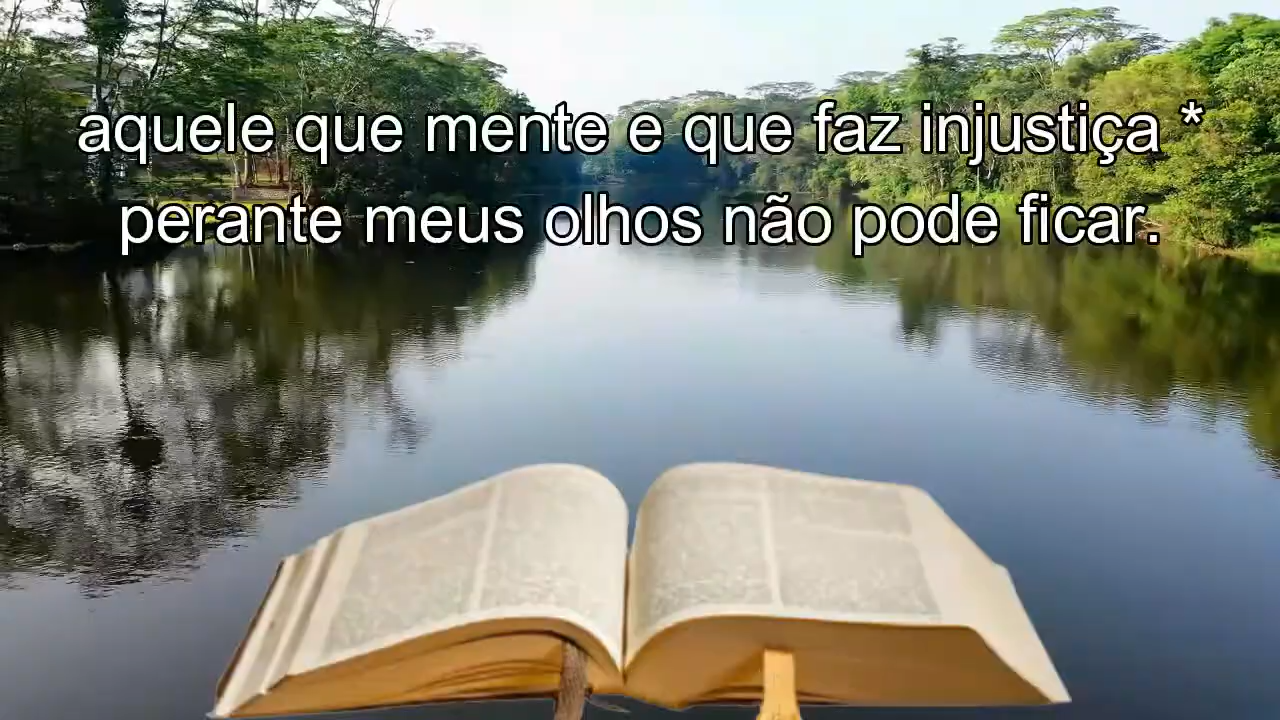 aquele que mente e que faz injustiça *
perante meus olhos não pode ficar.